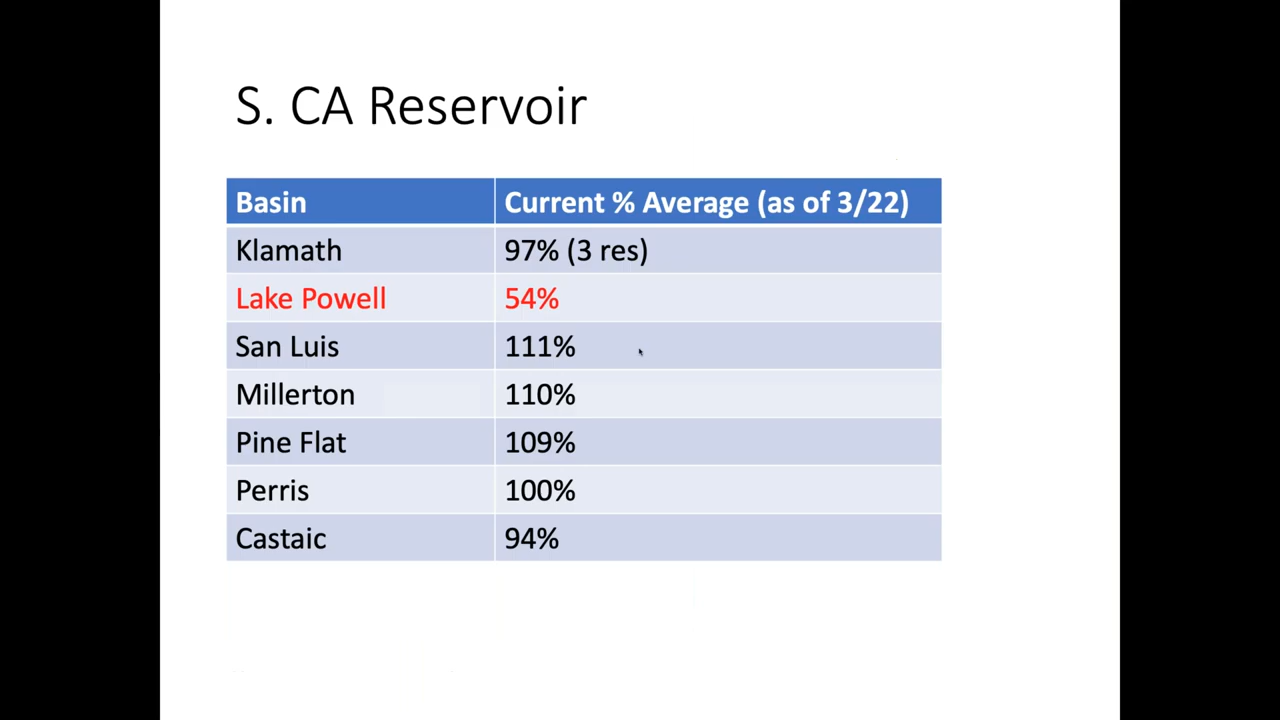 S. CA Reservoir
Basin Current % Average (as of 3/22)
Klamath 97% (3 res)
Lake Powell 54%
San Luis 111%
Millerton 110%
Pine Flat 109%
Perris 100%
Castaic 94%